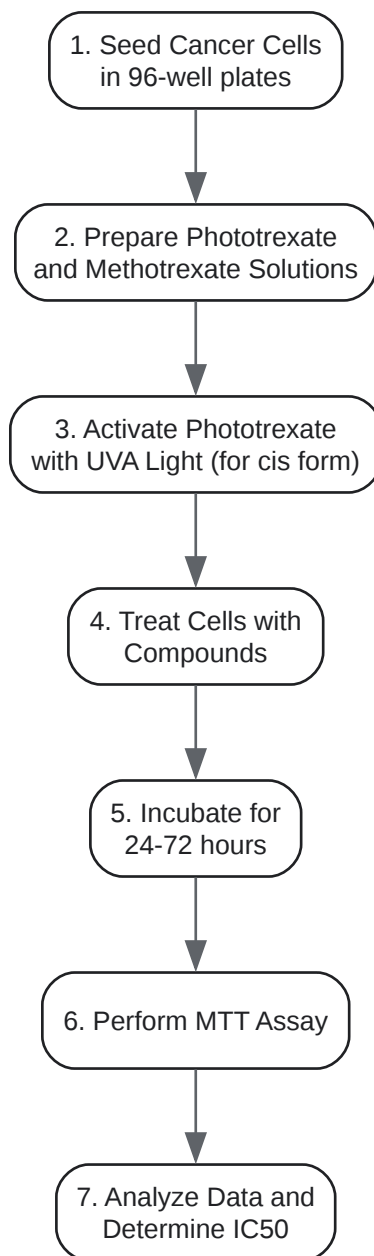 1. Seed Cancer Cells
in 96-well plates
2. Prepare Phototrexate
and Methotrexate Solutions
3. Activate Phototrexate
with UVA Light (for cis form)
4. Treat Cells with
Compounds
5. Incubate for
24-72 hours
6. Perform MTT Assay
7. Analyze Data and
Determine IC50